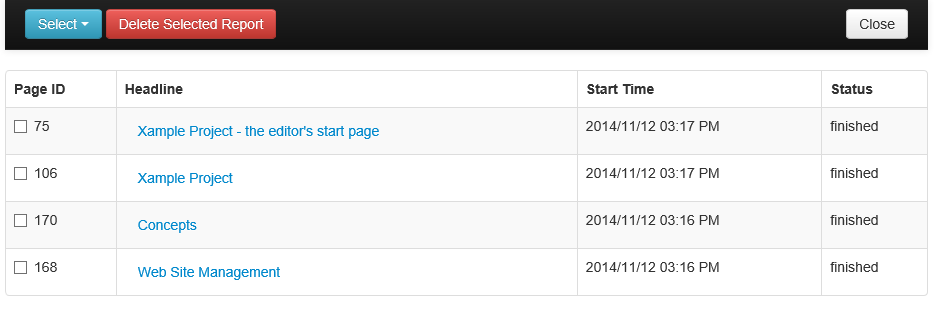 Select Delete Selected Report Close
Page ID Headline Start Time Status
75 Xample Project - the editor's start page 2014/11/12 03:17 PM finished
106 Xample Project 2014/11/12 03:17 PM finished
170 Concepts 2014/11/12 03:16 PM finished
168 Web Site Management 2014/11/12 03:16 PM finished